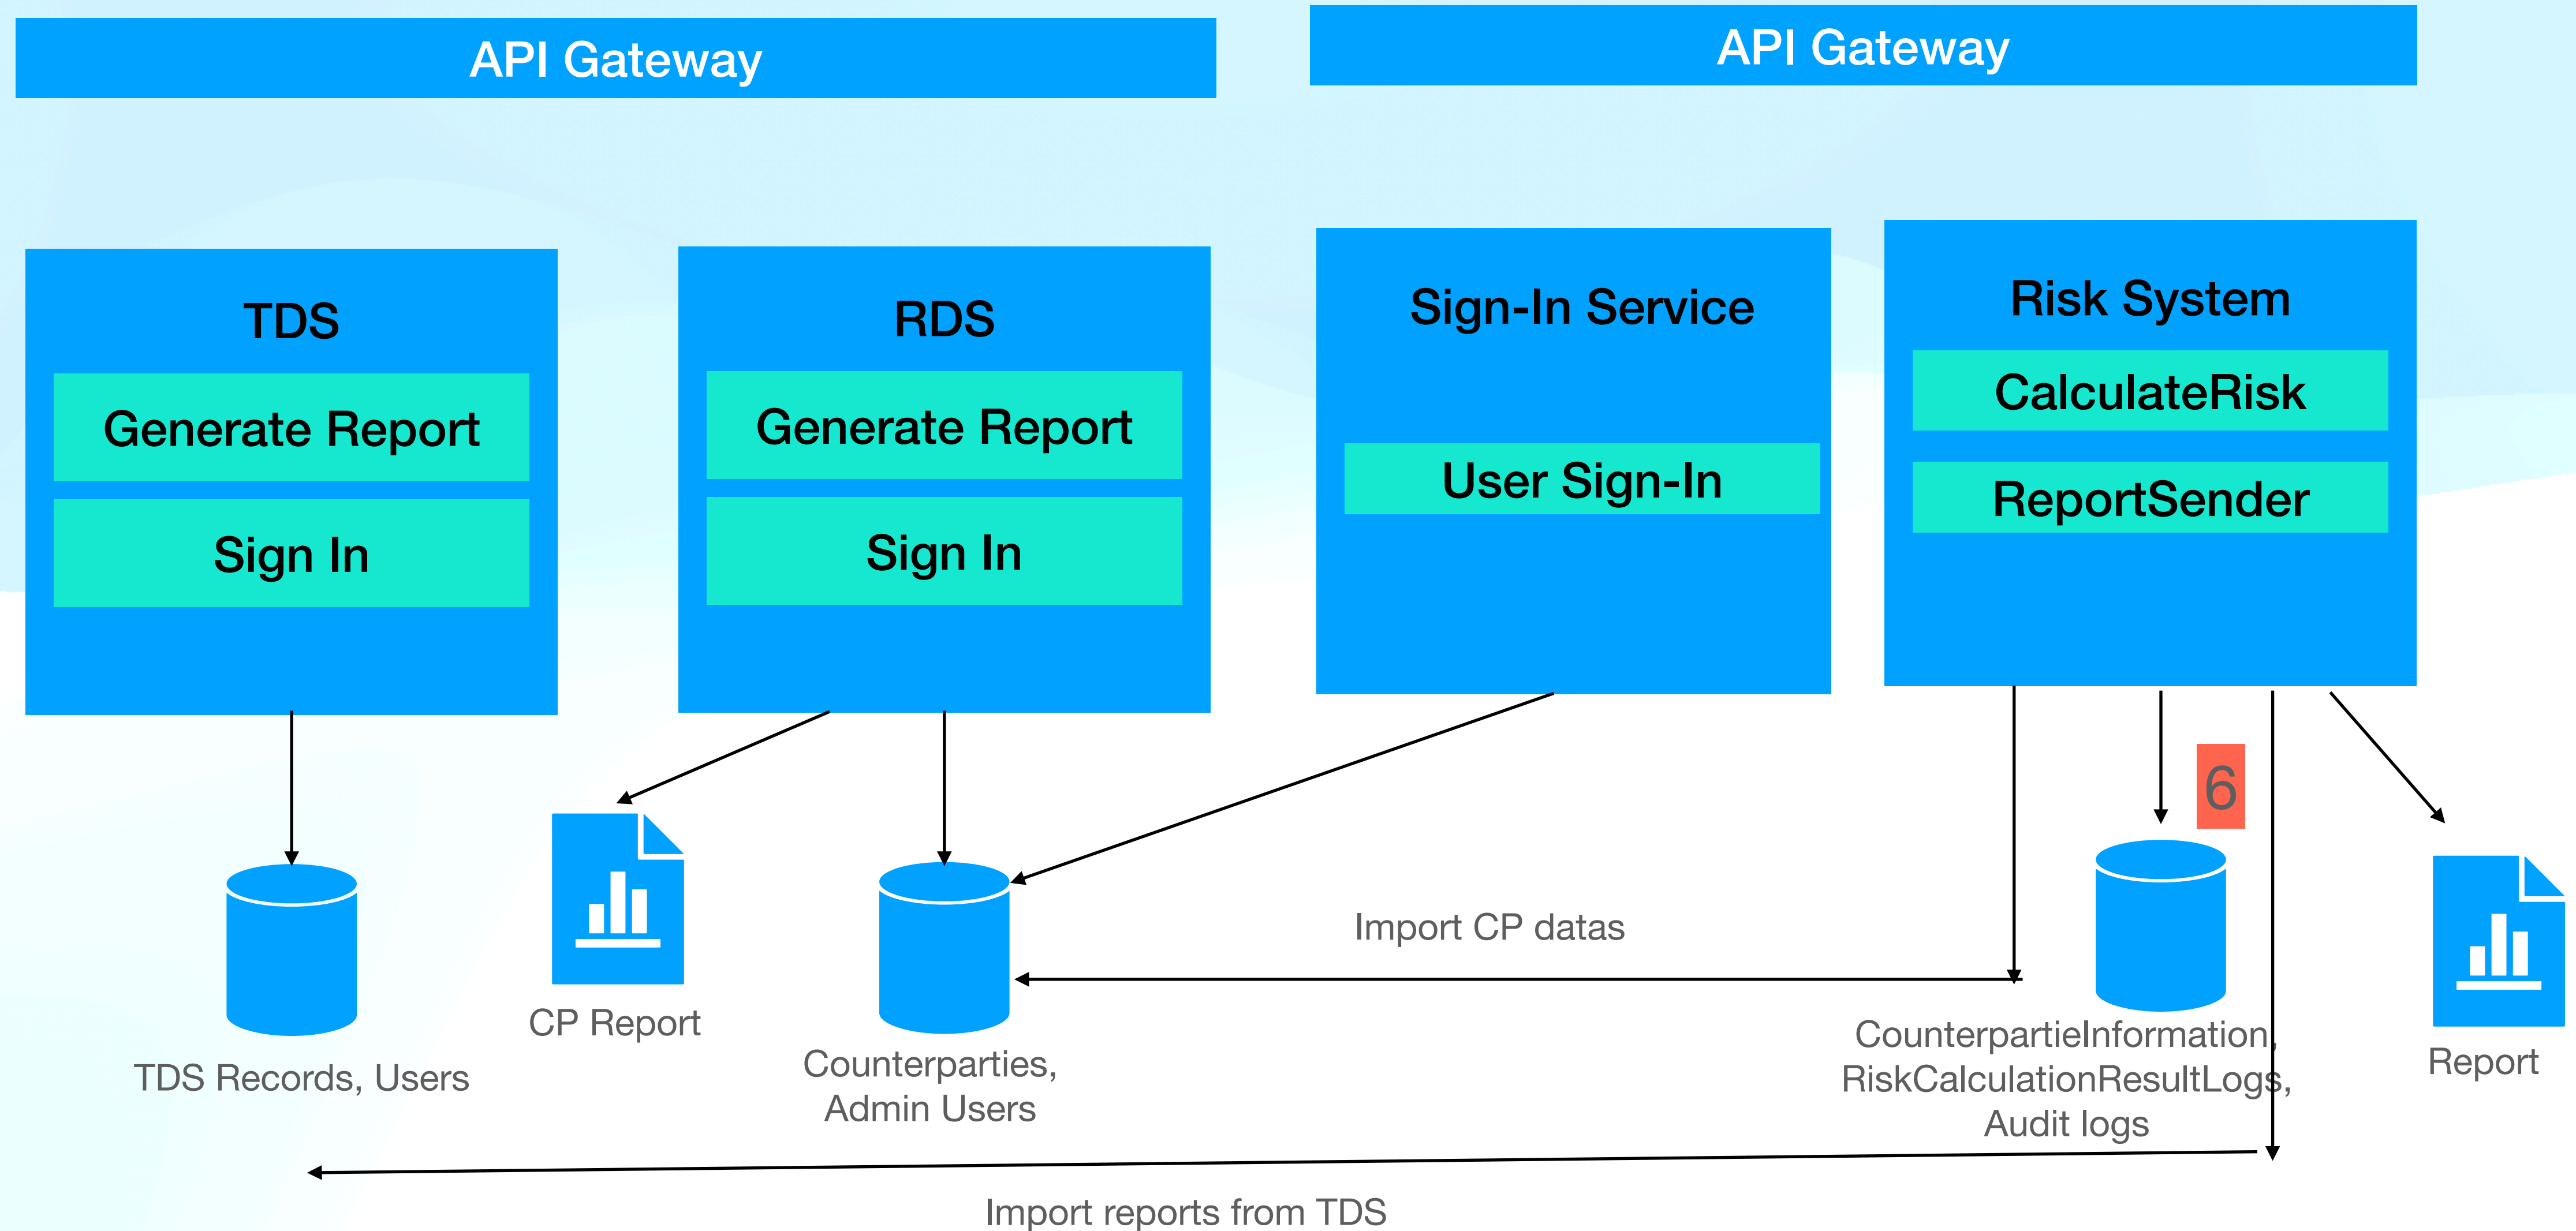 API Gateway
API Gateway
TDS
Generate Report
Sign In
RDS
Generate Report
Sign In
Sign-In Service
User Sign-In
Risk System
CalculateRisk
ReportSender
6
Import CP datas
CP Report
TDS Records, Users
Counterparties,
Admin Users
CounterpartieInformation,
RiskCalculationResultLogs,
Audit logs
Report
Import reports from TDS